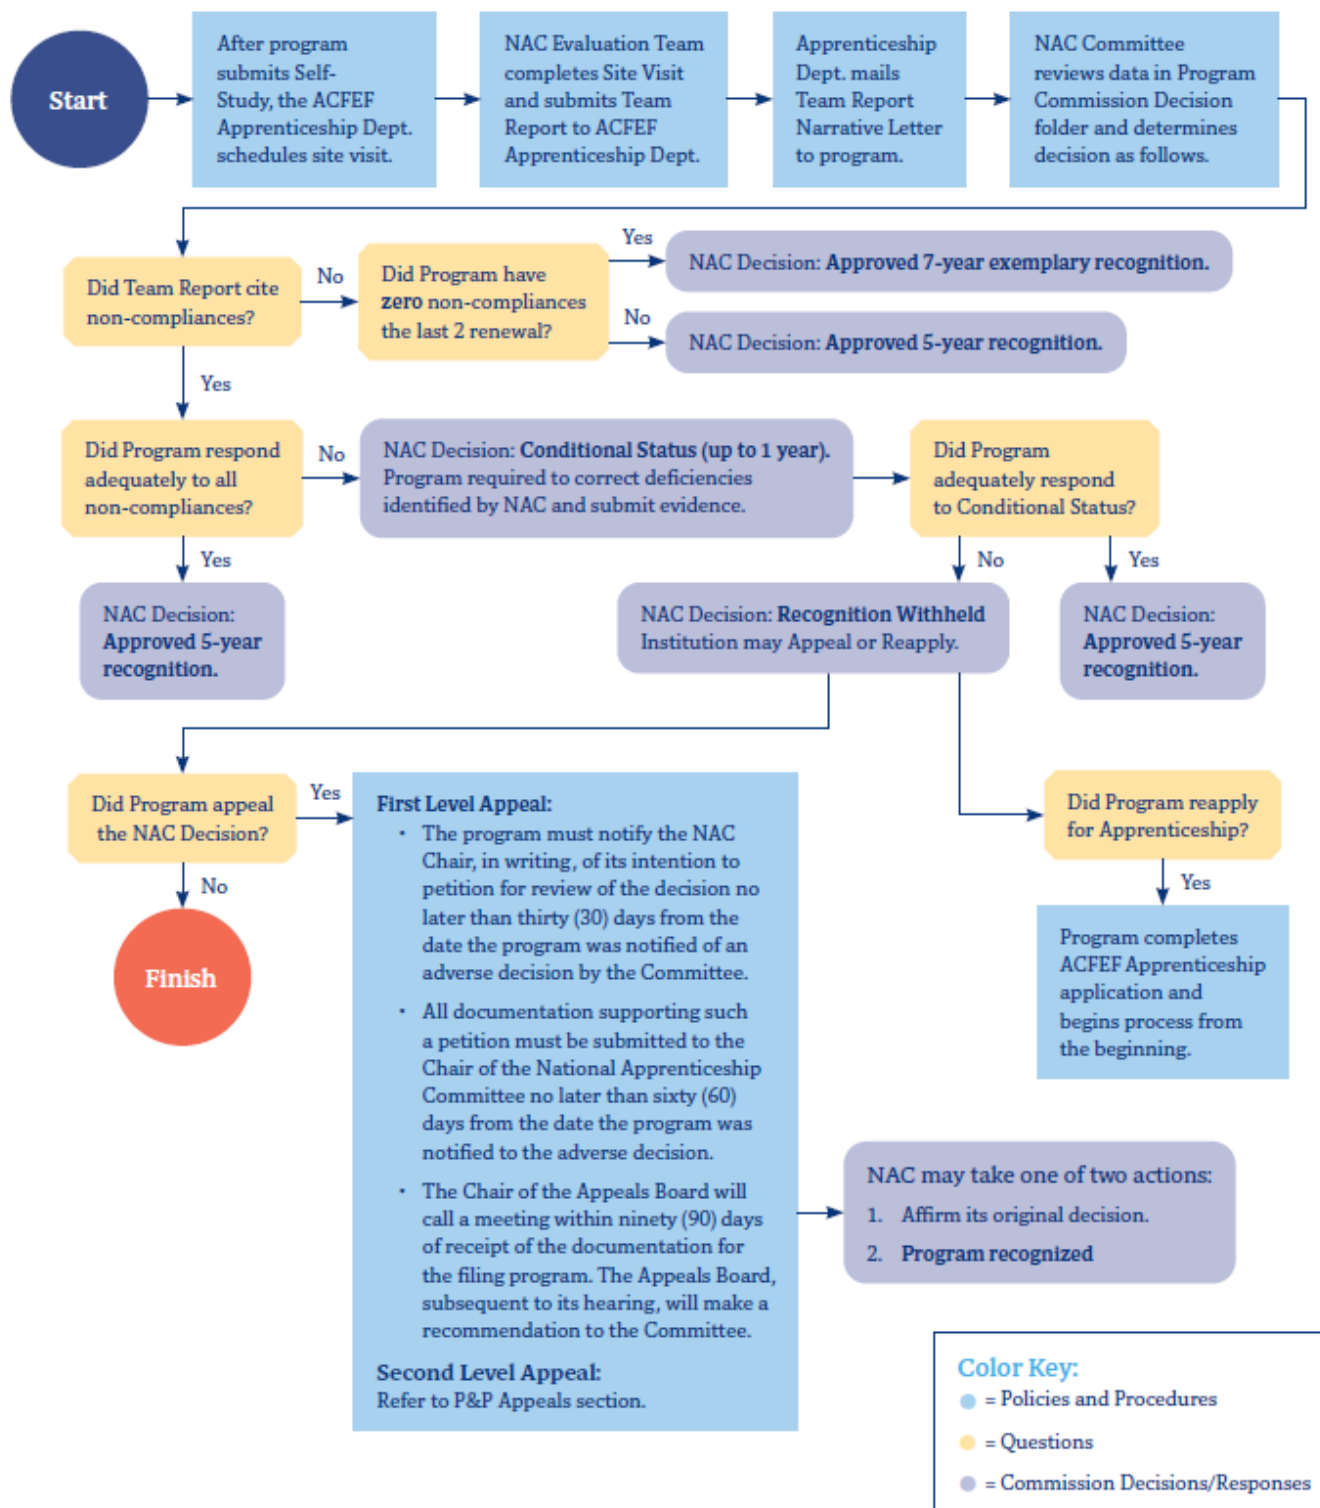 Start
After program
submits Self-
Study, the ACFEF
Apprenticeship Dept.
schedules site visit.
NAC Evaluation Team
completes Site Visit
and submits Team
Report to ACFEF
Apprenticeship Dept.
Apprenticeship
Dept. mails
Team Report
Narrative Letter
to program.
NAC Committee
reviews data in Program
Commission Decision
folder and determines
decision as follows.
Did Team Report cite
non-compliances?
No
Did Program have
zero non-compliances
the last 2 renewal?
Yes
NAC Decision: Approved 7-year exemplary recognition.
No
NAC Decision: Approved 5-year recognition.
Yes
Did Program respond
adequately to all
non-compliances?
No
NAC Decision: Conditional Status (up to 1 year).
Program required to correct deficiencies
identified by NAC and submit evidence.
Did Program
adequately respond
to Conditional Status?
Yes
NAC Decision:
Approved 5-year
recognition.
No
NAC Decision: Recognition Withheld
Institution may Appeal or Reapply.
Yes
NAC Decision:
Approved 5-year
recognition.
Did Program appeal
the NAC Decision?
Yes
No
Finish
First Level Appeal:
• The program must notify the NAC
Chair, in writing, of its intention to
petition for review of the decision no
later than thirty (30) days from the
date the program was notified of an
adverse decision by the Committee.
• All documentation supporting such
a petition must be submitted to the
Chair of the National Apprenticeship
Committee no later than sixty (60)
days from the date the program was
notified to the adverse decision.
• The Chair of the Appeals Board will
call a meeting within ninety (90) days
of receipt of the documentation for
the filing program. The Appeals Board,
subsequent to its hearing, will make a
recommendation to the Committee.
Second Level Appeal:
Refer to P&P Appeals section.
Did Program reapply
for Apprenticeship?
Yes
Program completes
ACFEF Apprenticeship
application and
begins process from
the beginning.
NAC may take one of two actions:
1. Affirm its original decision.
2. Program recognized
Color Key:
= Policies and Procedures
= Questions
= Commission Decisions/Responses